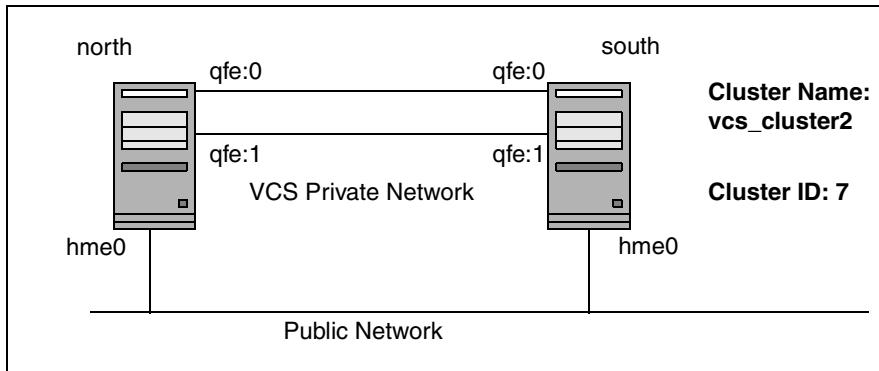 north
south
qfe:0
qfe:0
Cluster Name:
vcs_cluster2
qfe:1
qfe:1
VCS Private Network
Cluster ID: 7
hme0
hme0
Public Network